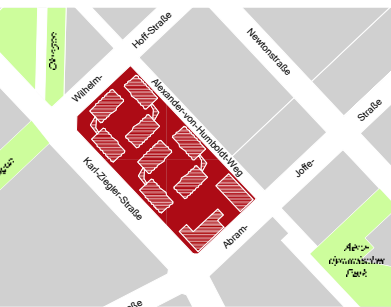 Hoff-Straße
Newtonstraße
Wilhelm-
Alexander-von-Humboldt-Weg
Straße
Karl-Ziegler-Straße
Joffe-
Abram-
Aero-
dynamischer
Park